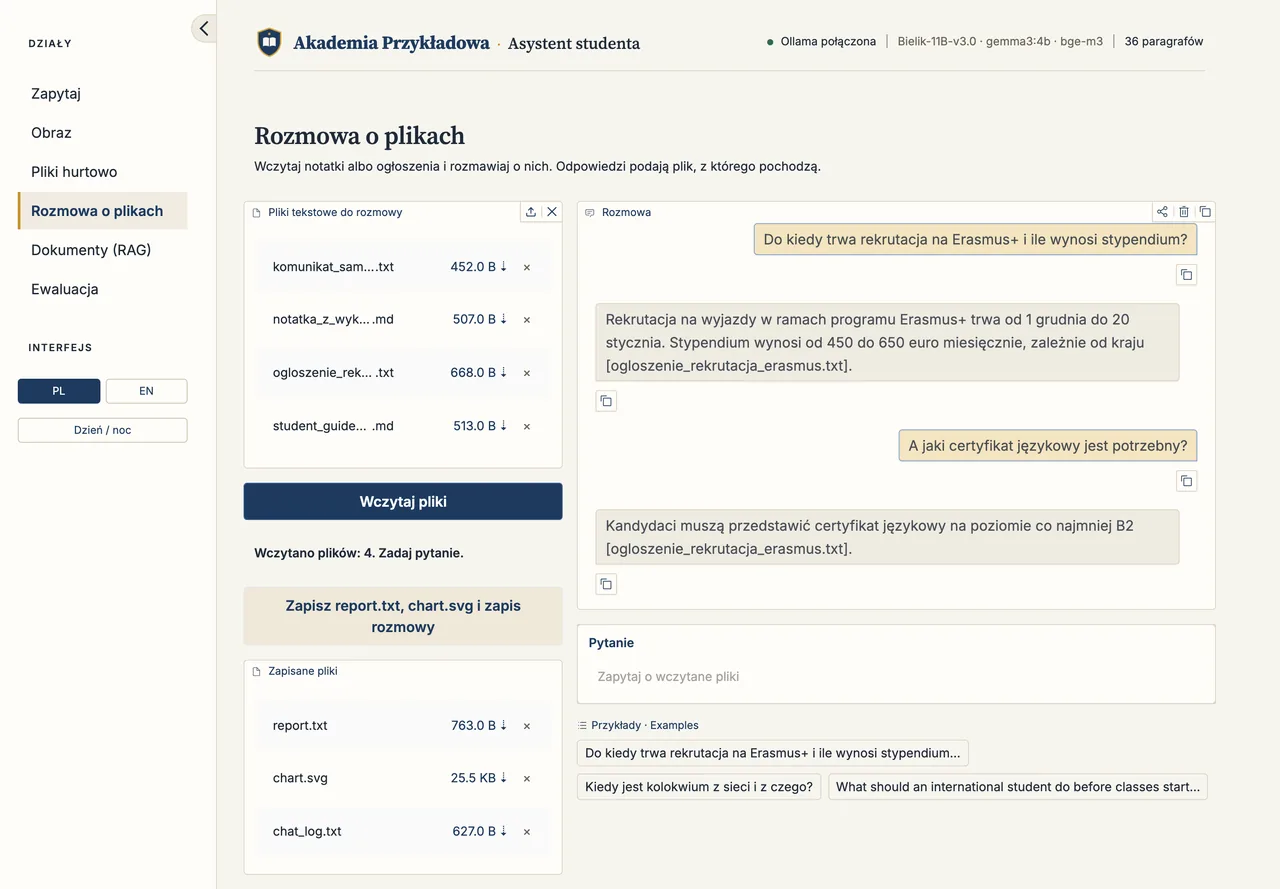 DZIAŁY
Zapytaj
Obraz
Pliki hurtowo
Rozmowa o plikach
Dokumenty (RAG)
Ewaluacja
INTERFEJS
PL
EN
Dzień / noc
Akademia Przykładowa · Asystent studenta
Ollama połączona
Bielik-11B-v3.0 · gemma3:4b · bge-m3
36 paragrafów
Rozmowa o plikach
Wczytaj notatki albo ogłoszenia i rozmawiaj o nich. Odpowiedzi podają plik, z którego pochodzą.
Pliki tekstowe do rozmowy
komunikat_sam....txt 452.0 B ↓ ×
notatka_z_wyk... .md 507.0 B ↓ ×
ogloszenie_rek... .txt 668.0 B ↓ ×
student_guide... .md 513.0 B ↓ ×
Wczytaj pliki
Wczytano plików: 4. Zadaj pytanie.
Zapisz report.txt, chart.svg i zapis
rozmowy
Zapisane pliki
report.txt 763.0 B ↓ ×
chart.svg 25.5 KB ↓ ×
chat_log.txt 627.0 B ↓ ×
Rozmowa
Do kiedy trwa rekrutacja na Erasmus+ i ile wynosi stypendium?
Rekrutacja na wyjazdy w ramach programu Erasmus+ trwa od 1 grudnia do 20
stycznia. Stypendium wynosi od 450 do 650 euro miesięcznie, zależnie od kraju
[ogloszenie_rekrutacja_erasmus.txt].
A jaki certyfikat językowy jest potrzebny?
Kandydaci muszą przedstawić certyfikat językowy na poziomie co najmniej B2
[ogloszenie_rekrutacja_erasmus.txt].
Pytanie
Zapytaj o wczytane pliki
Przykłady · Examples
Do kiedy trwa rekrutacja na Erasmus+ i ile wynosi stypendium...
Kiedy jest kolokwium z sieci i z czego?
What should an international student do before classes start...